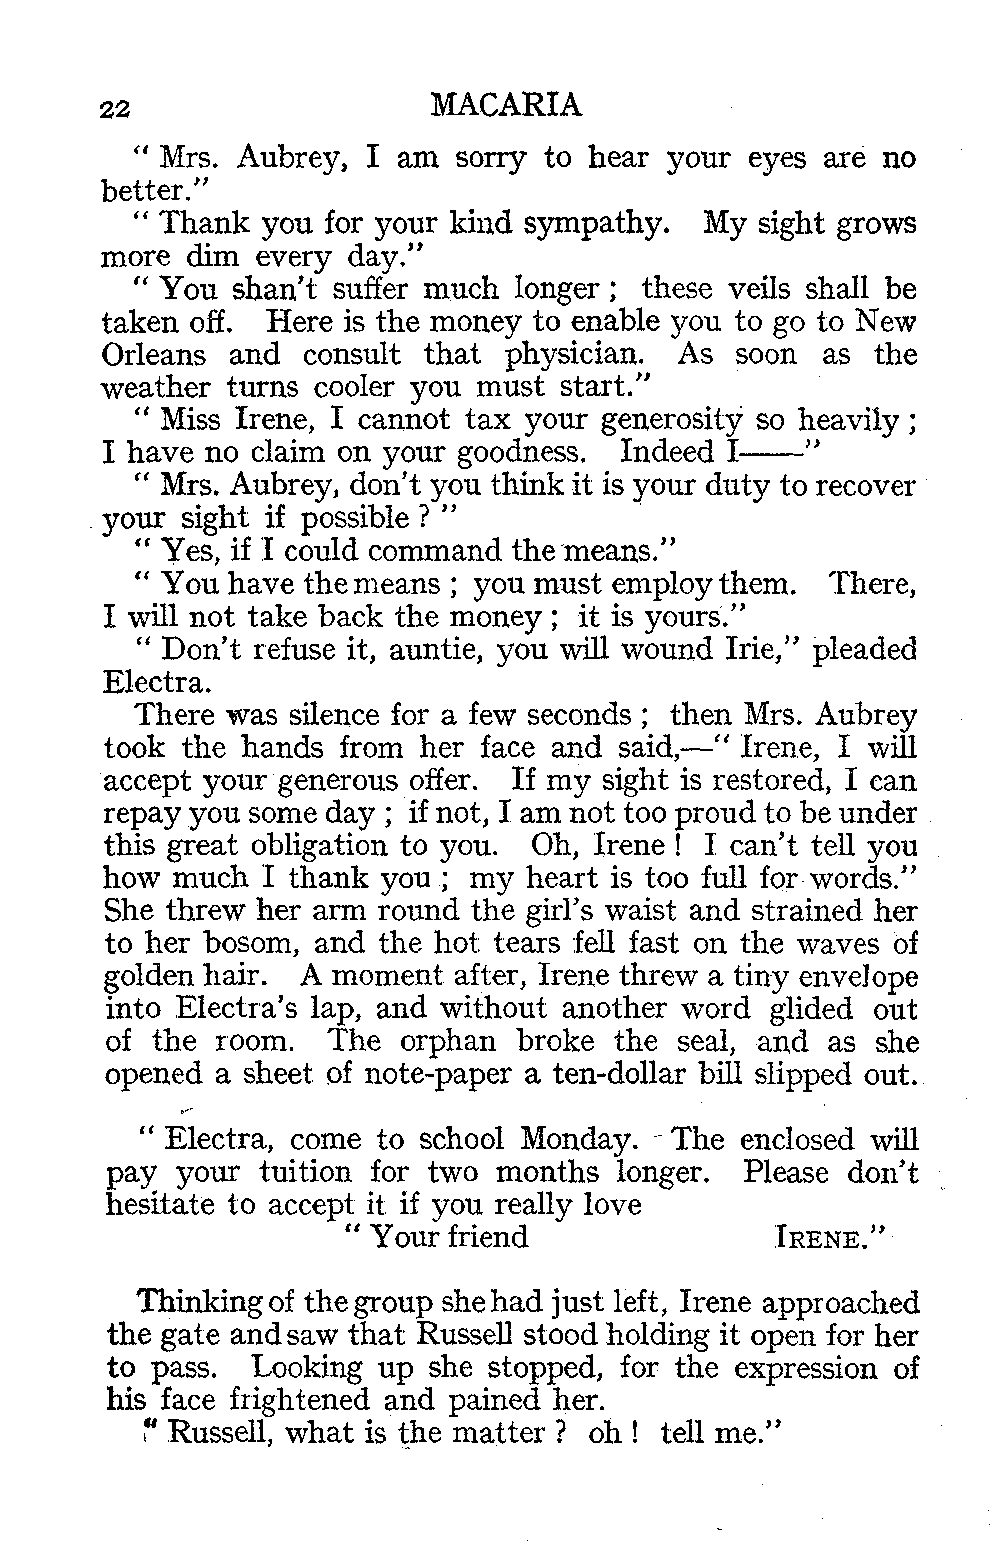 22 MACARIA
“ Mrs. Aubrey, I am sorry to hear your eyes are no
better.”
“ Thank you for your kind sympathy. My sight grows
more dim every day.”
“ You shan’t suffer much longer ; these veils shall be
taken off. Here is the money to enable you to go to New
Orleans and consult that physician. As soon as the
weather turns cooler you must start.”
“ Miss Irene, I cannot tax your generosity so heavily ;
I have no claim on your goodness. Indeed I——”
“ Mrs. Aubrey, don’t you think it is your duty to recover
your sight if possible ? ”
“ Yes, if I could command the means.”
“ You have the means ; you must employ them. There,
I will not take back the money ; it is yours.”
“ Don’t refuse it, auntie, you will wound Irie,” pleaded
Electra.
There was silence for a few seconds ; then Mrs. Aubrey
took the hands from her face and said,—“ Irene, I will
accept your generous offer. If my sight is restored, I can
repay you some day ; if not, I am not too proud to be under
this great obligation to you. Oh, Irene ! I can’t tell you
how much I thank you ; my heart is too full for words.”
She threw her arm round the girl’s waist and strained her
to her bosom, and the hot tears fell fast on the waves of
golden hair. A moment after, Irene threw a tiny envelope
into Electra’s lap, and without another word glided out
of the room. The orphan broke the seal, and as she
opened a sheet of note-paper a ten-dollar bill slipped out.
“ Electra, come to school Monday. The enclosed will
pay your tuition for two months longer. Please don’t
hesitate to accept it if you really love
“ Your friend IRENE.”
Thinking of the group she had just left, Irene approached
the gate and saw that Russell stood holding it open for her
to pass. Looking up she stopped, for the expression of
his face frightened and pained her.
“ Russell, what is the matter ? oh ! tell me.”